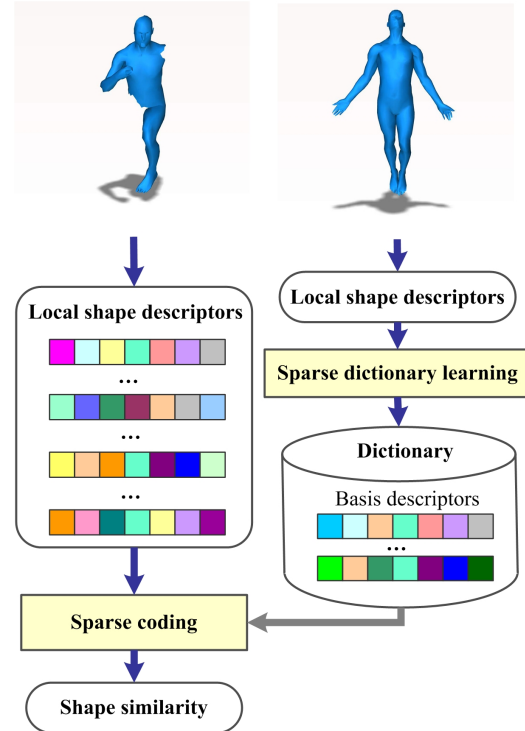 Local shape descriptors
...
...
...
Sparse coding
Shape similarity
Local shape descriptors
Sparse dictionary learning
Dictionary
Basis descriptors
...